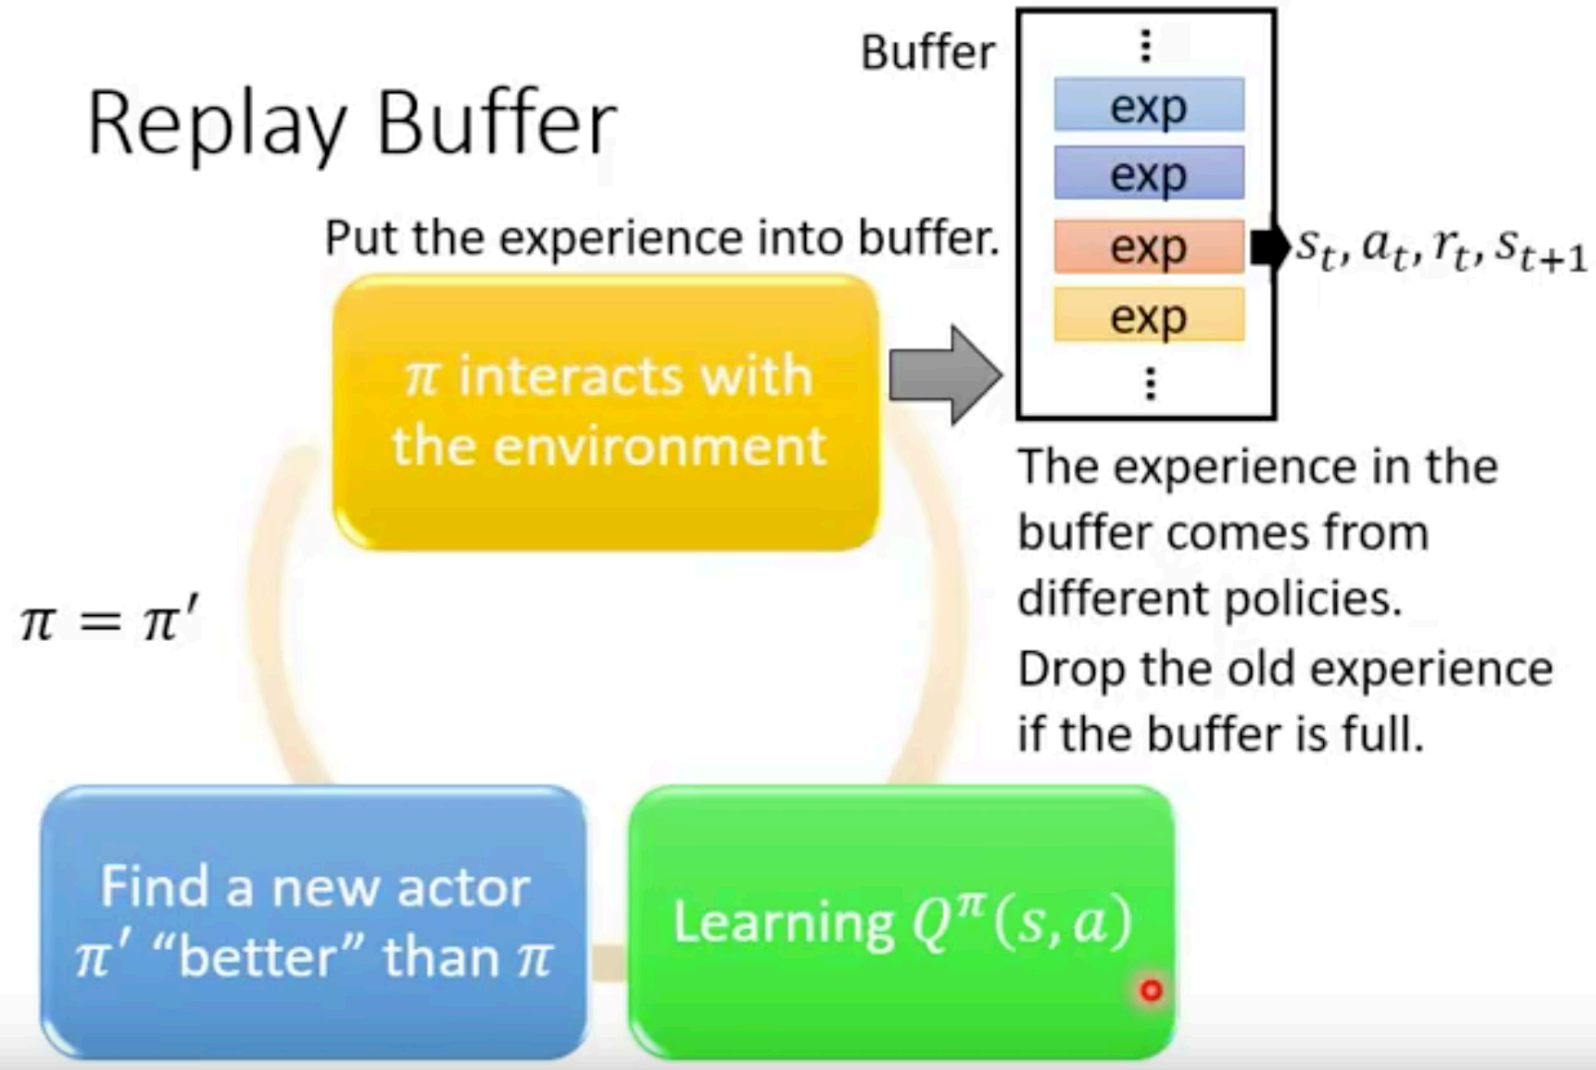 Replay Buffer
Buffer
⋮
exp
exp
exp
exp
⋮
s_t, a_t, r_t, s_{t+1}
Put the experience into buffer.
π interacts with
the environment
The experience in the
buffer comes from
different policies.
Drop the old experience
if the buffer is full.
π = π′
Find a new actor
π′ “better” than π
Learning Q^π(s, a)